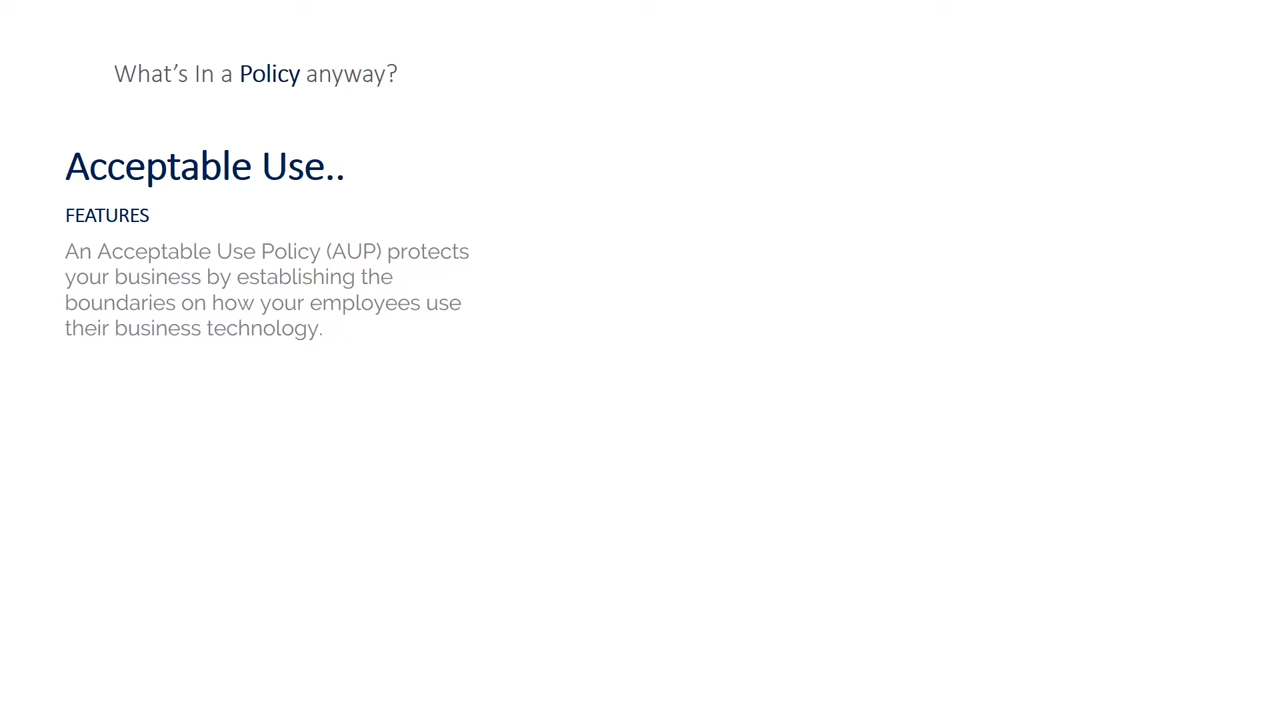 What’s In a Policy anyway?
Acceptable Use..
FEATURES
An Acceptable Use Policy (AUP) protects
your business by establishing the
boundaries on how your employees use
their business technology.